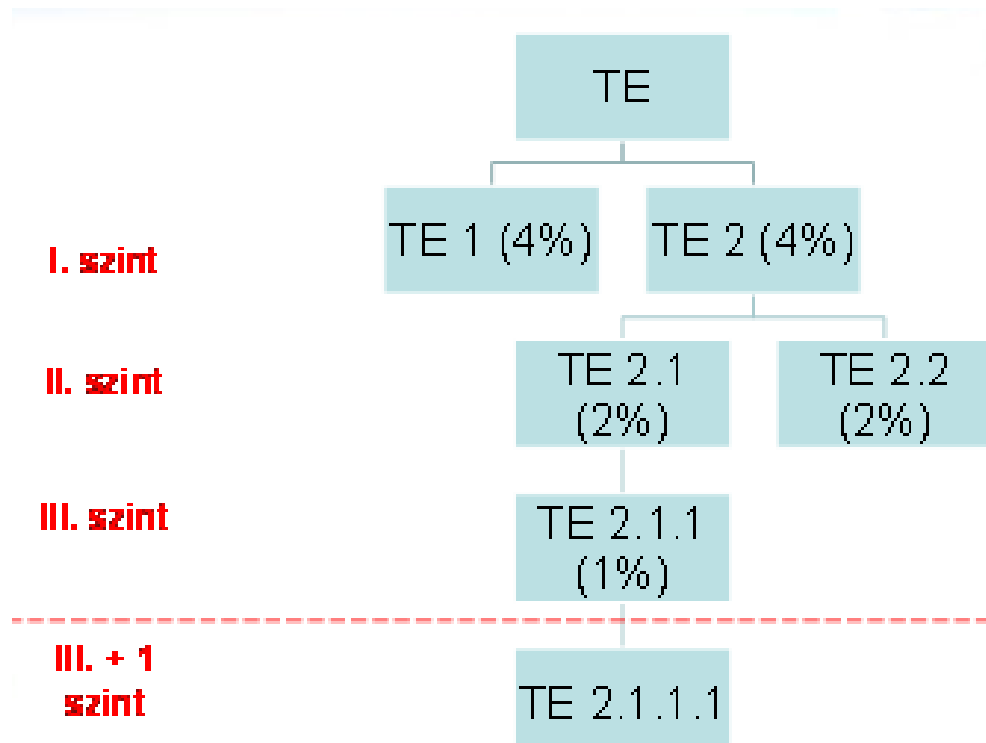 TE
I. szint
TE 1 (4%)
TE 2 (4%)
II. szint
TE 2.1
(2%)
TE 2.2
(2%)
III. szint
TE 2.1.1
(1%)
III. + 1
szint
TE 2.1.1.1